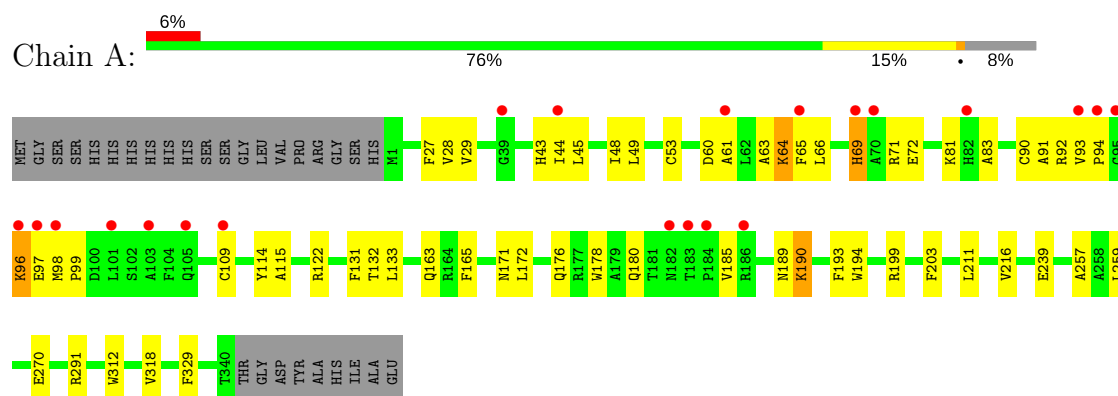 6%
Chain A:
76% 15% • 8%
MET GLY SER SER HIS HIS HIS HIS HIS HIS SER SER GLY LEU VAL PRO ARG GLY SER HIS M1 F27 V28 V29 G39 H43 I44 L45 I48 L49 C53 D60 A61 L62 A63 K64 F65 L66 H69 A70 R71 E72 K81 H82 A83 C90 A91 R92 V93 P94 G95
K96 E97 M98 P99 D100 L101 S102 A103 F104 Q105 C109 Y114 A115 R122 F131 T132 L133 Q163 R164 F165 N171 L172 Q176 R177 W178 A179 Q180 T181 N182 T183 P184 V185 R186 N189 K190 F193 W194 R199 F203 L211 V216 E239 A257 A258 L259
E270 R291 W312 V318 F329 T340 THR GLY ASP TYR ALA HIS ILE ALA GLU